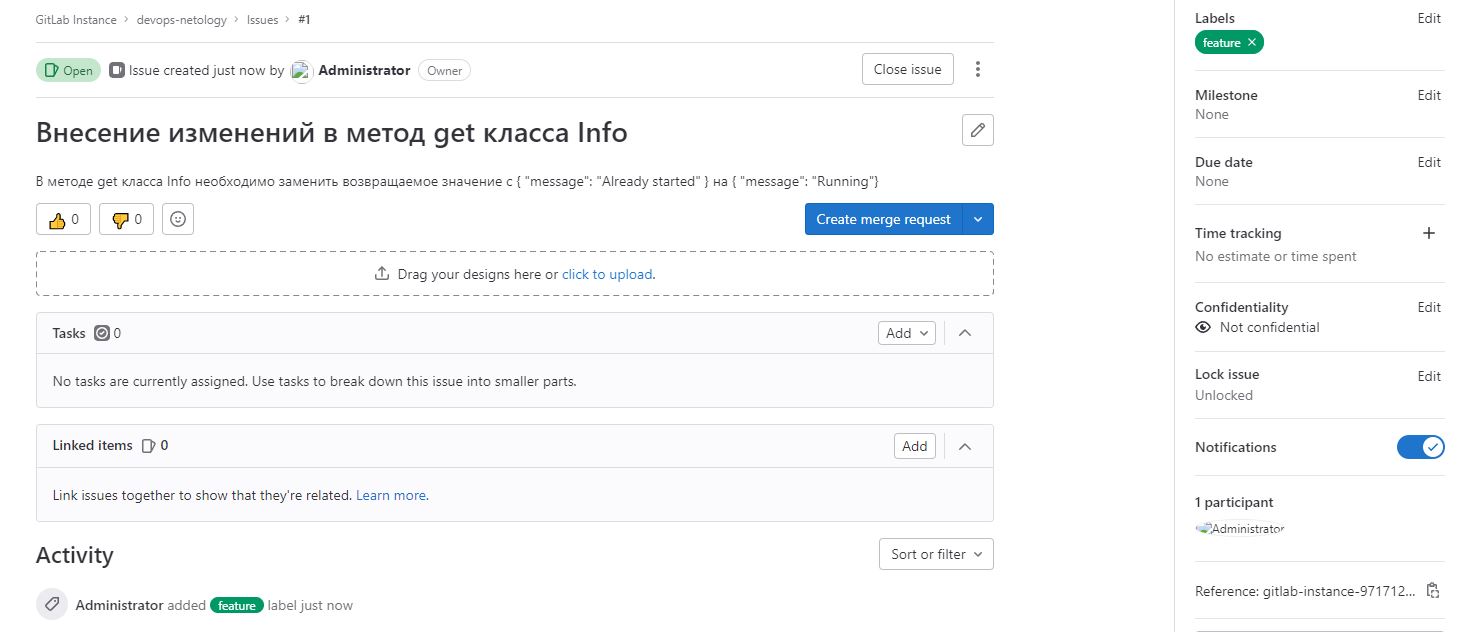 GitLab Instance › devops-netology › Issues › #1
Open Issue created just now by Administrator Owner
Close issue
Внесение изменений в метод get класса Info
В методе get класса Info необходимо заменить возвращаемое значение с { "message": "Already started" } на { "message": "Running"}
0 0
Create merge request
Drag your designs here or click to upload.
Tasks 0
Add
No tasks are currently assigned. Use tasks to break down this issue into smaller parts.
Linked items 0
Add
Link issues together to show that they're related. Learn more.
Activity
Sort or filter
Administrator added feature label just now
Labels
Edit
feature ×
Milestone
Edit
None
Due date
Edit
None
Time tracking
+
No estimate or time spent
Confidentiality
Edit
Not confidential
Lock issue
Edit
Unlocked
Notifications
1 participant
Administrator
Reference: gitlab-instance-971712...